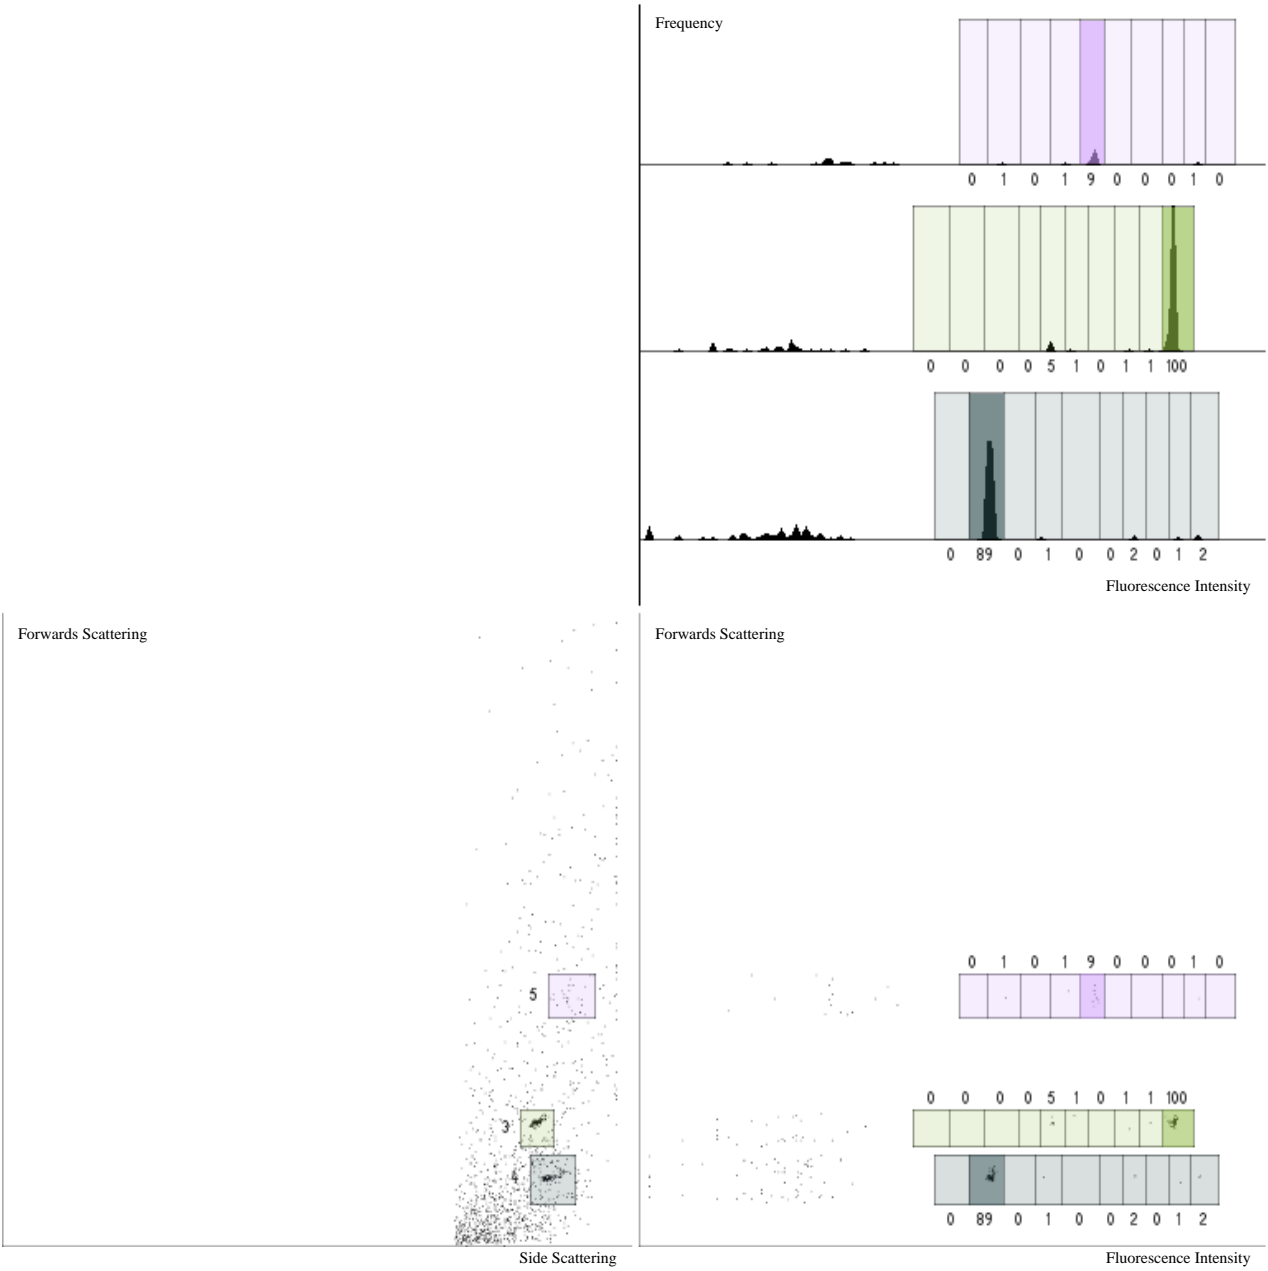 Frequency
0 1 0 1 9 0 0 0 1 0
0 0 0 0 5 1 0 1 1 100
0 89 0 1 0 0 2 0 1 2
Fluorescence Intensity
Forwards Scattering
5
3
4
Side Scattering
Forwards Scattering
0 1 0 1 9 0 0 0 1 0
0 0 0 0 5 1 0 1 1 100
0 89 0 1 0 0 2 0 1 2
Fluorescence Intensity